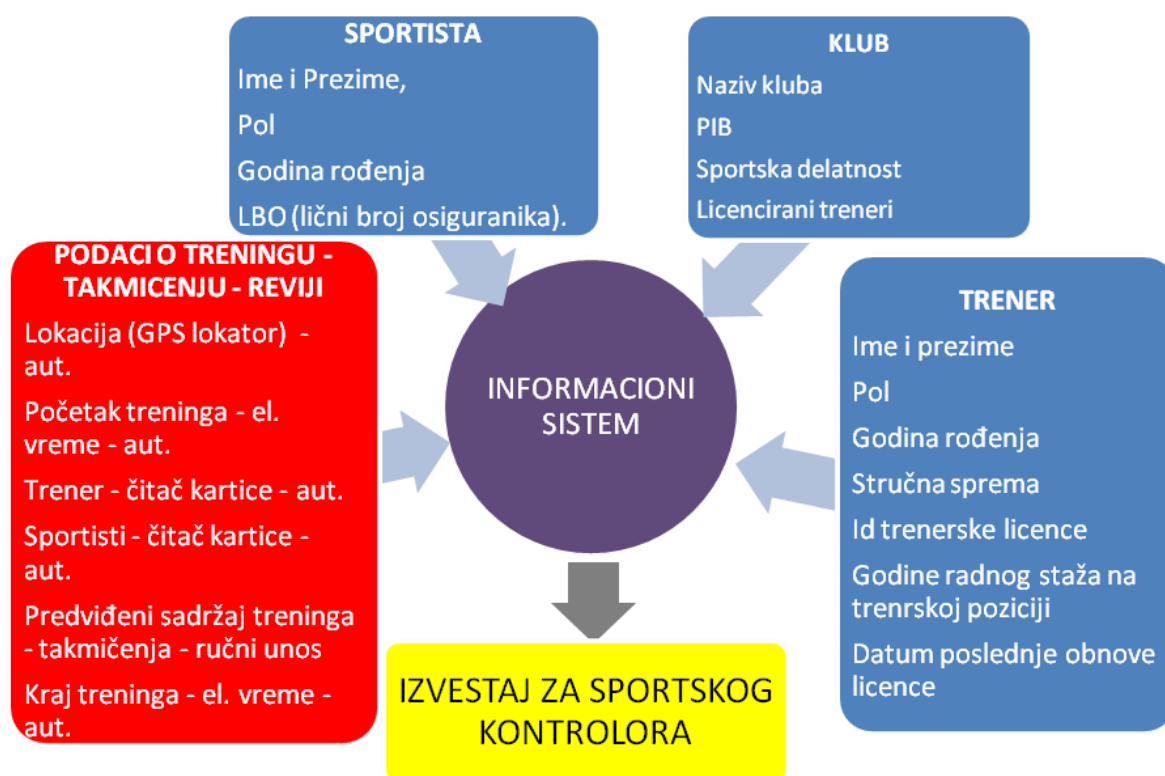 SPORTISTA
Ime i Prezime,
Pol
Godina rođenja
LBO (lični broj osiguranika).
KLUB
Naziv kluba
PIB
Sportska delatnost
Licencirani treneri
PODACI O TRENINGU -
TAKMICENJU - REVIJI
Lokacija (GPS lokator) -
aut.
Početak treninga - el.
vreme - aut.
Trener - čitač kartice - aut.
Sportisti - čitač kartice -
aut.
Predviđeni sadržaj treninga
- takmičenja - ručni unos
Kraj treninga - el. vreme -
aut.
INFORMACIONI
SISTEM
TRENER
Ime i prezime
Pol
Godina rođenja
Stručna sprema
Id trenerske licence
Godine radnog staža na
trenrskoj poziciji
Datum poslednje obnove
licence
IZVESTAJ ZA SPORTSKOG
KONTROLORA